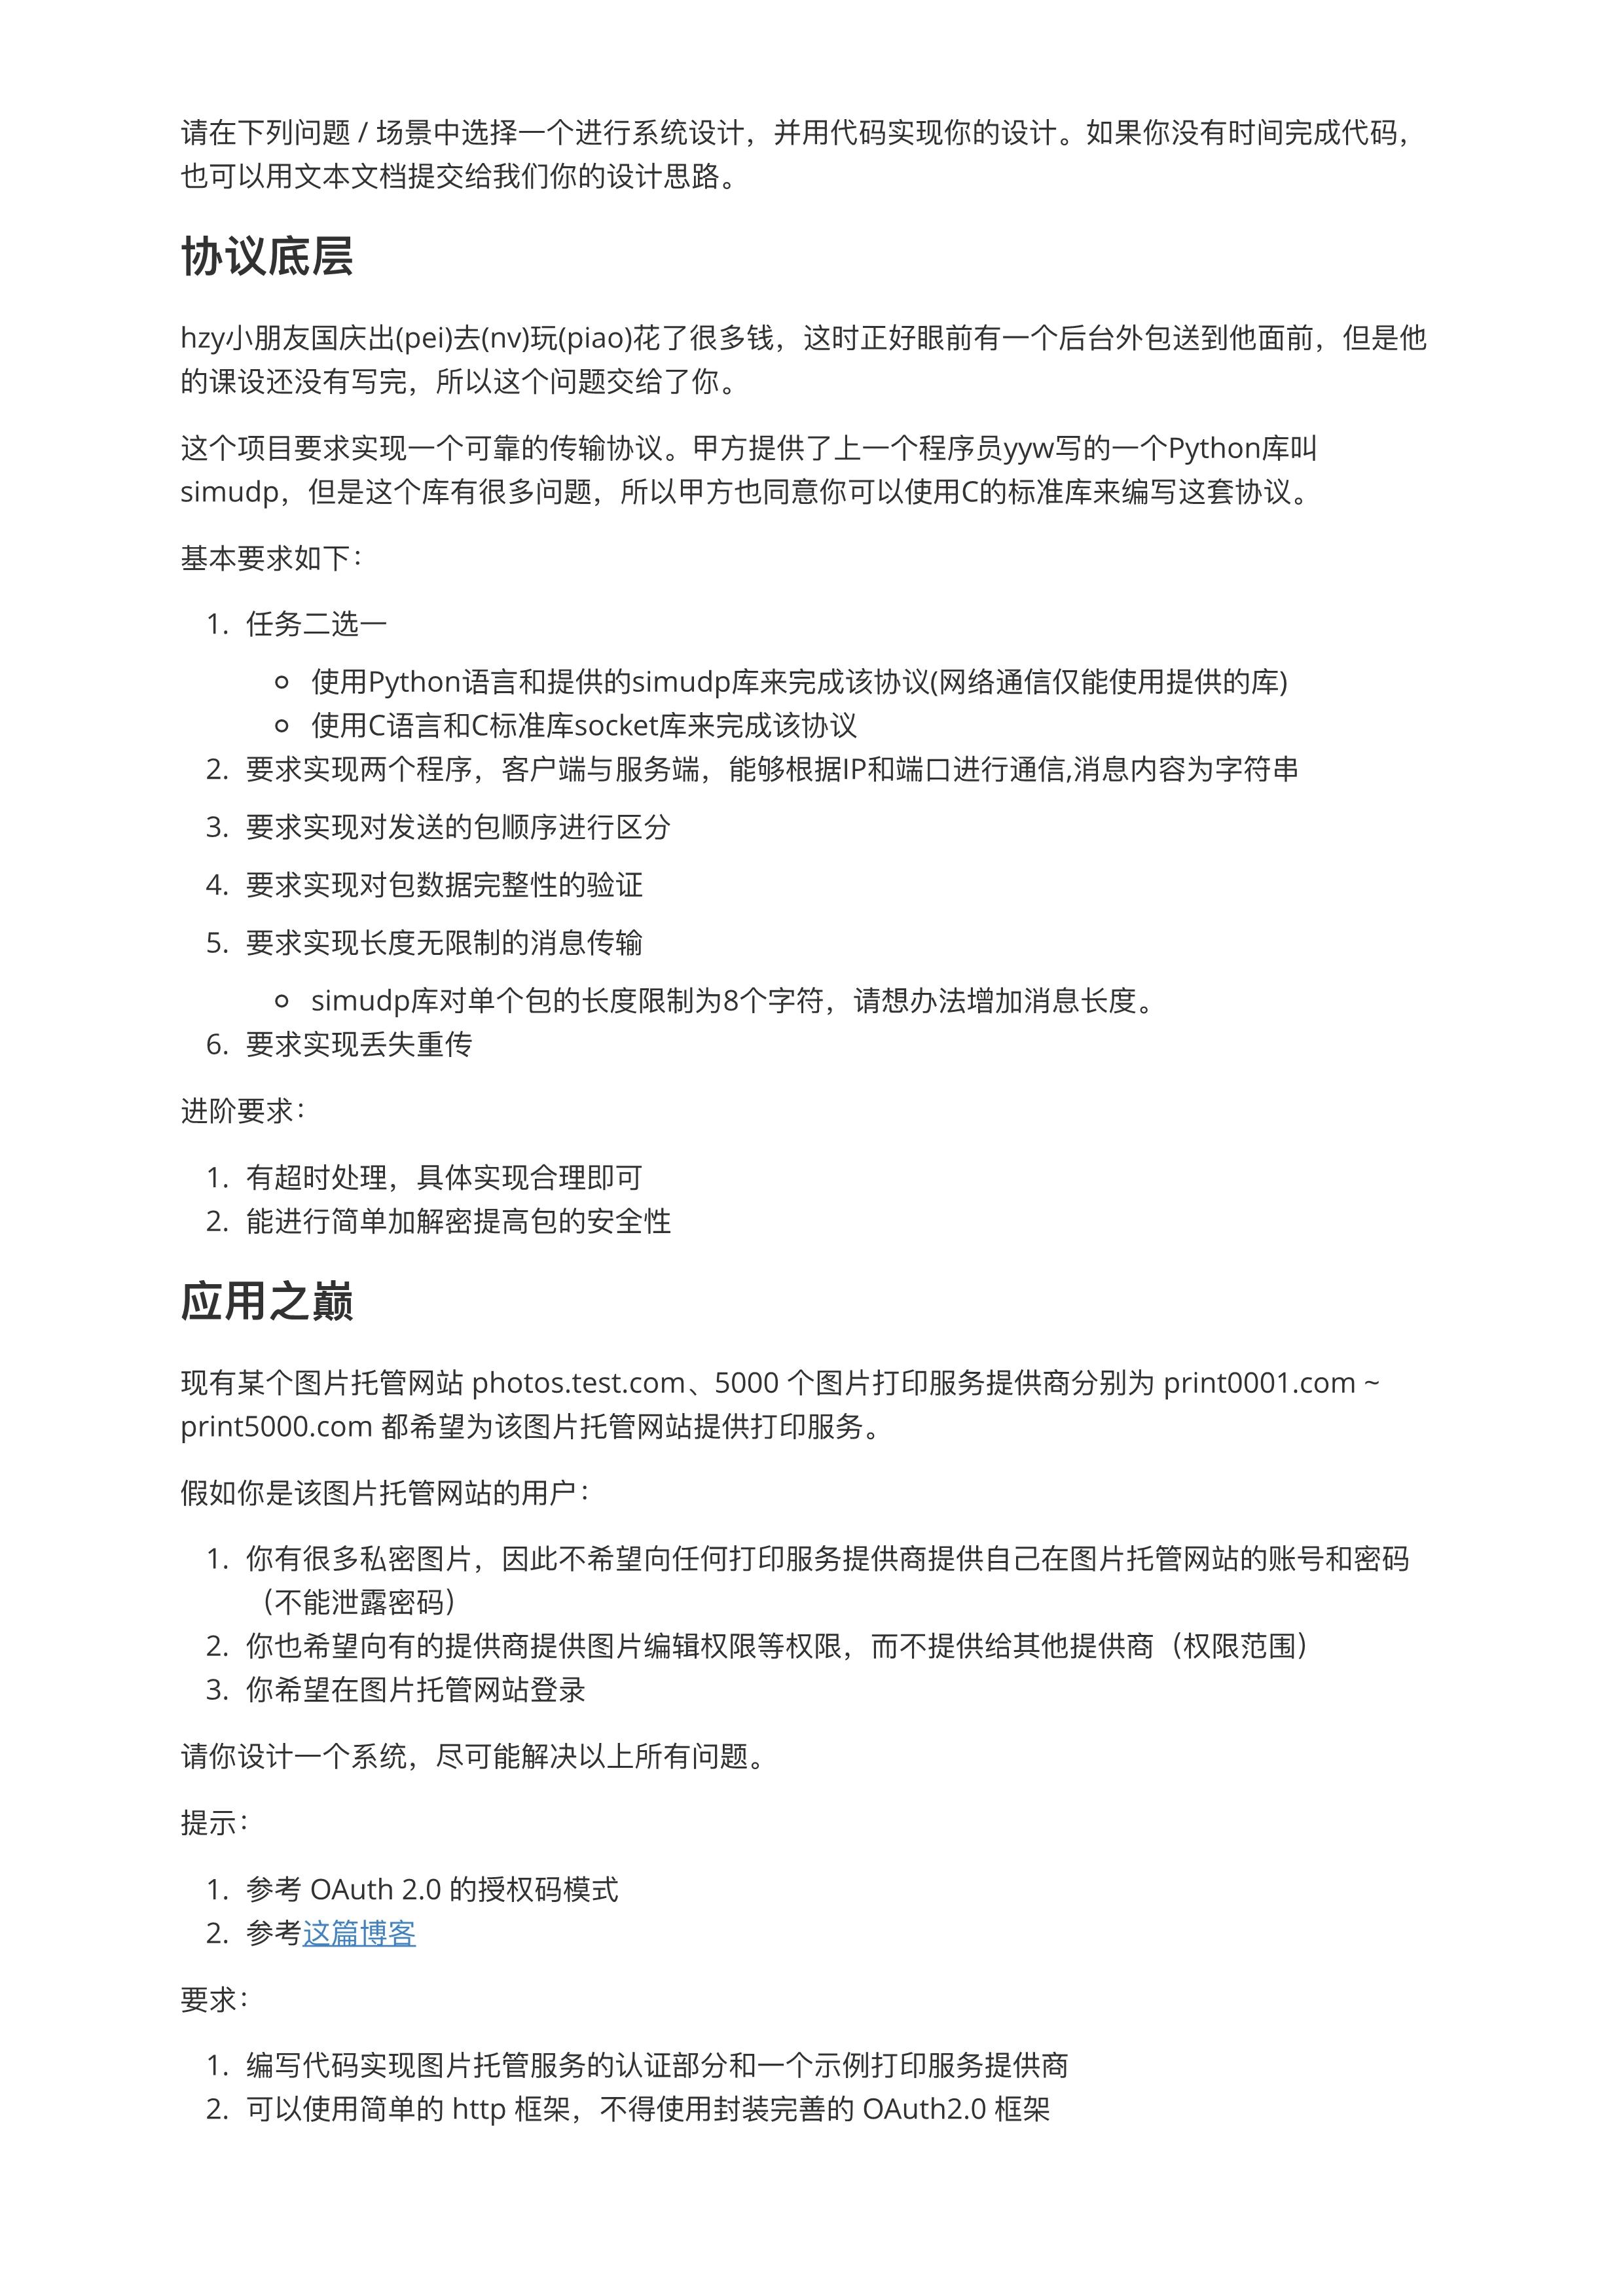 请在下列问题 / 场景中选择一个进行系统设计，并用代码实现你的设计。如果你没有时间完成代码，
也可以用文本文档提交给我们你的设计思路。
协议底层
hzy小朋友国庆出(pei)去(nv)玩(piao)花了很多钱，这时正好眼前有一个后台外包送到他面前，但是他
的课设还没有写完，所以这个问题交给了你。
这个项目要求实现一个可靠的传输协议。甲方提供了上一个程序员yyw写的一个Python库叫
simudp，但是这个库有很多问题，所以甲方也同意你可以使用C的标准库来编写这套协议。
基本要求如下：
1. 任务二选一
使用Python语言和提供的simudp库来完成该协议(网络通信仅能使用提供的库)
使用C语言和C标准库socket库来完成该协议
2. 要求实现两个程序，客户端与服务端，能够根据IP和端口进行通信,消息内容为字符串
3. 要求实现对发送的包顺序进行区分
4. 要求实现对包数据完整性的验证
5. 要求实现长度无限制的消息传输
simudp库对单个包的长度限制为8个字符，请想办法增加消息长度。
6. 要求实现丢失重传
进阶要求：
1. 有超时处理，具体实现合理即可
2. 能进行简单加解密提高包的安全性
应用之巅
现有某个图片托管网站 photos.test.com、5000 个图片打印服务提供商分别为 print0001.com ~
print5000.com 都希望为该图片托管网站提供打印服务。
假如你是该图片托管网站的用户：
1. 你有很多私密图片，因此不希望向任何打印服务提供商提供自己在图片托管网站的账号和密码
（不能泄露密码）
2. 你也希望向有的提供商提供图片编辑权限等权限，而不提供给其他提供商（权限范围）
3. 你希望在图片托管网站登录
请你设计一个系统，尽可能解决以上所有问题。
提示：
1. 参考 OAuth 2.0 的授权码模式
2. 参考这篇博客
要求：
1. 编写代码实现图片托管服务的认证部分和一个示例打印服务提供商
2. 可以使用简单的 http 框架，不得使用封装完善的 OAuth2.0 框架